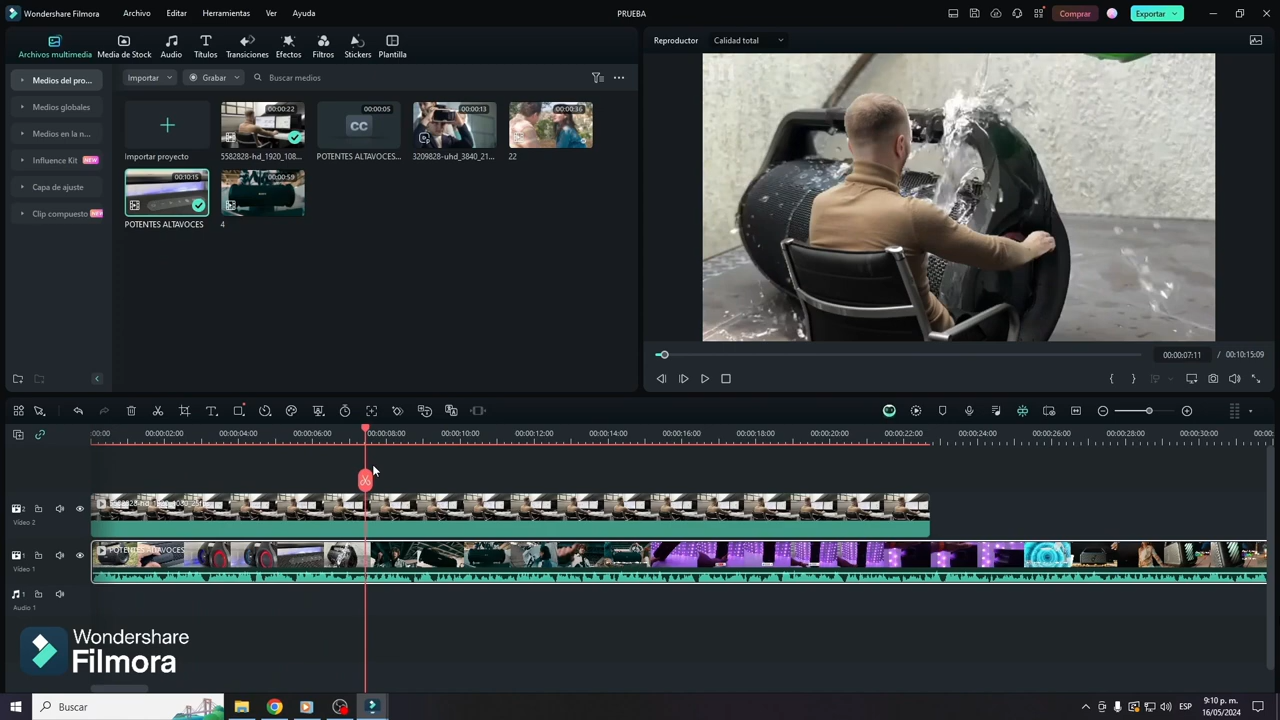 Wondershare Filmora
Archivo
Editar
Herramientas
Ver
Ayuda
PRUEBA
Comprar
Exportar
Medios multimedia
Media de Stock
Audio
Títulos
Transiciones
Efectos
Filtros
Stickers
Plantilla
Reproductor
Calidad total
Medios del pro...
Importar
Grabar
Buscar medios
Medios globales
Medios en la n...
Influence Kit
NEW
Capa de ajuste
Clip compuesto
00:00:22
00:00:05
CC
00:00:13
00:00:36
Importar proyecto
5582828-hd_1920_108...
POTENTES ALTAVOCES...
3209828-uhd_3840_21...
22
00:10:15
00:00:59
POTENTES ALTAVOCES
4
00:00:07:11
/
00:10:15:09
:00:00
00:00:02:00
00:00:04:00
00:00:06:00
00:00:08:00
00:00:10:00
00:00:12:00
00:00:14:00
00:00:16:00
00:00:18:00
00:00:20:00
00:00:22:00
00:00:24:00
00:00:26:00
00:00:28:00
00:00:30:00
2
Video 2
POTENTES ALTAVOCES
1
Video 1
1
Audio 1
Wondershare
Filmora
Buscar
ESP
9:10 p. m.
16/05/2024